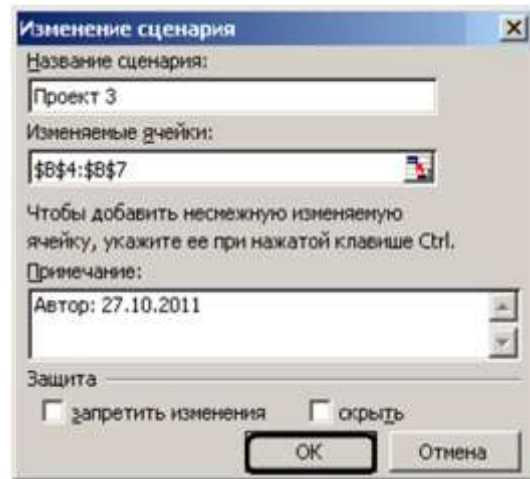 Изменение сценария
Название сценария:
Проект 3
Изменяемые ячейки:
$B$4:$B$7
Чтобы добавить несмежную изменяемую
ячейку, укажите ее при нажатой клавише Ctrl.
Примечание:
Автор: 27.10.2011
Защита
запретить изменения скрыть
ОК Отмена